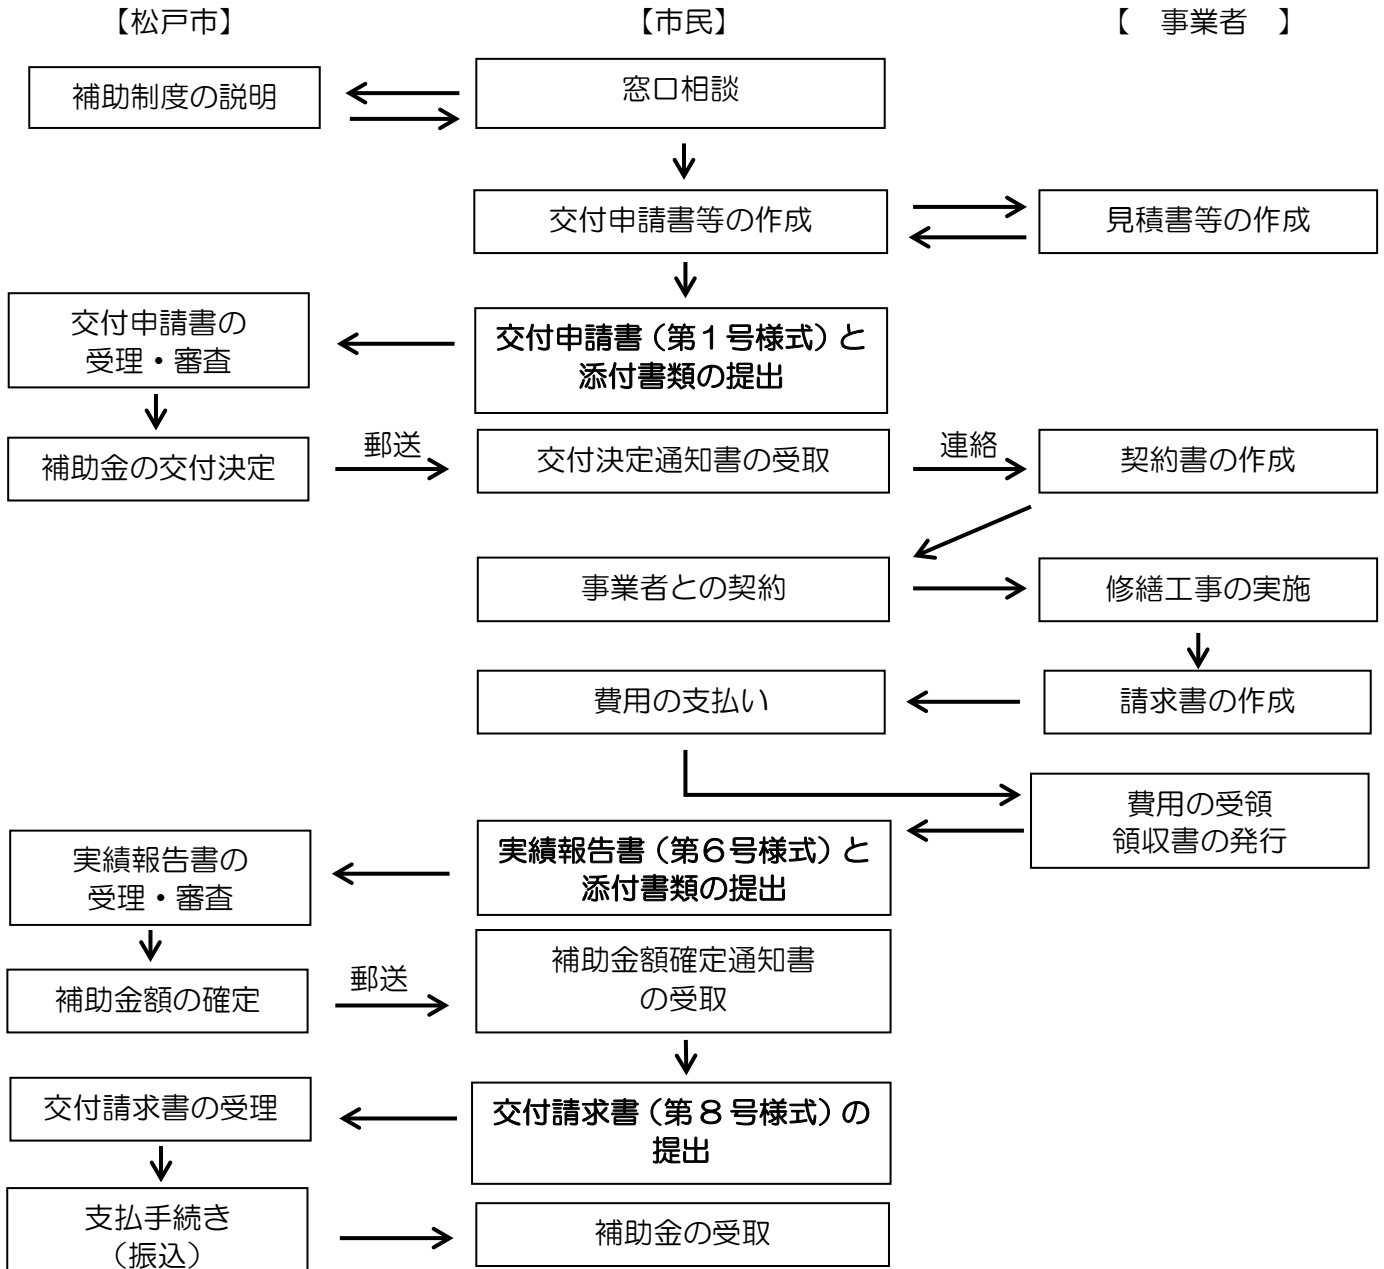 【松戸市】
【市民】
【　事業者　】
補助制度の説明
窓口相談
交付申請書等の作成
見積書等の作成
交付申請書の
受理・審査
交付申請書（第１号様式）と
添付書類の提出
補助金の交付決定
郵送
交付決定通知書の受取
連絡
契約書の作成
事業者との契約
修繕工事の実施
費用の支払い
請求書の作成
費用の受領
領収書の発行
実績報告書の
受理・審査
実績報告書（第６号様式）と
添付書類の提出
補助金額の確定
郵送
補助金額確定通知書
の受取
交付請求書の受理
交付請求書（第８号様式）の
提出
支払手続き
（振込）
補助金の受取